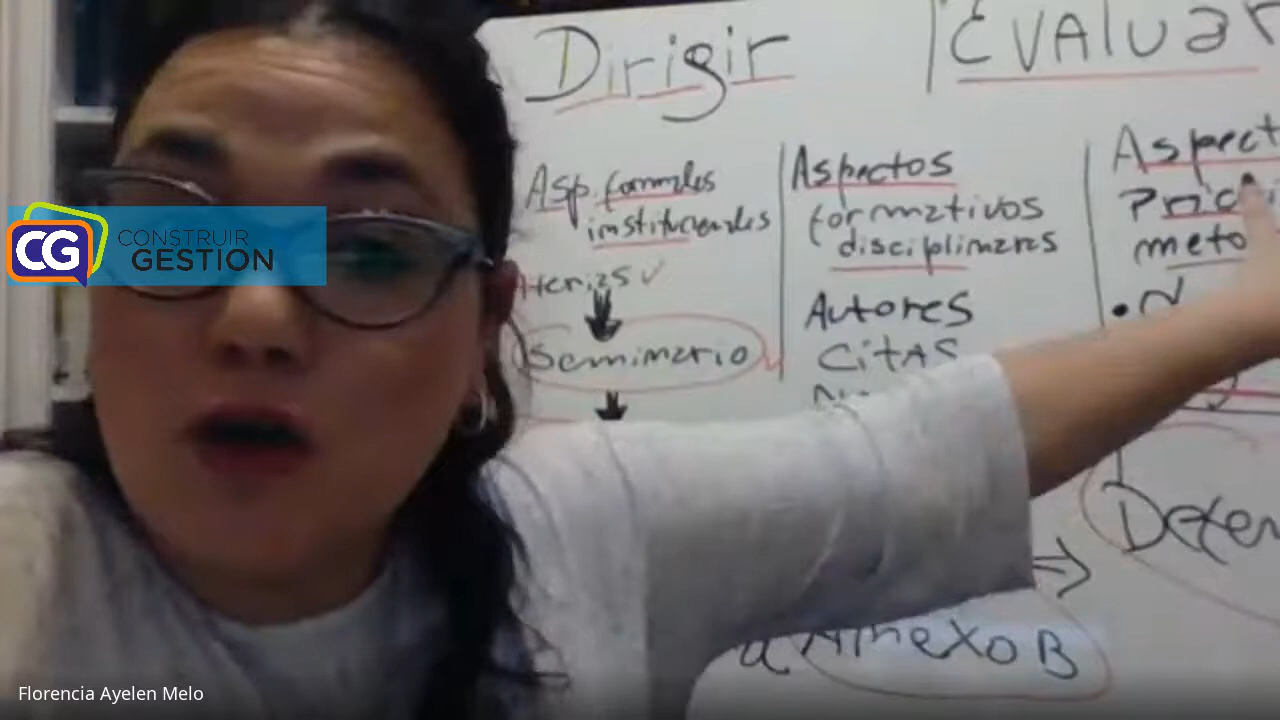 Dirigir
Evaluar
Asp. formales
institucionales
Aspectos
formativos
disciplinares
Autores
Citas
Aspect
meto
Seminario
Anexo B
CG
CONSTRUIR
GESTION
Florencia Ayelen Melo